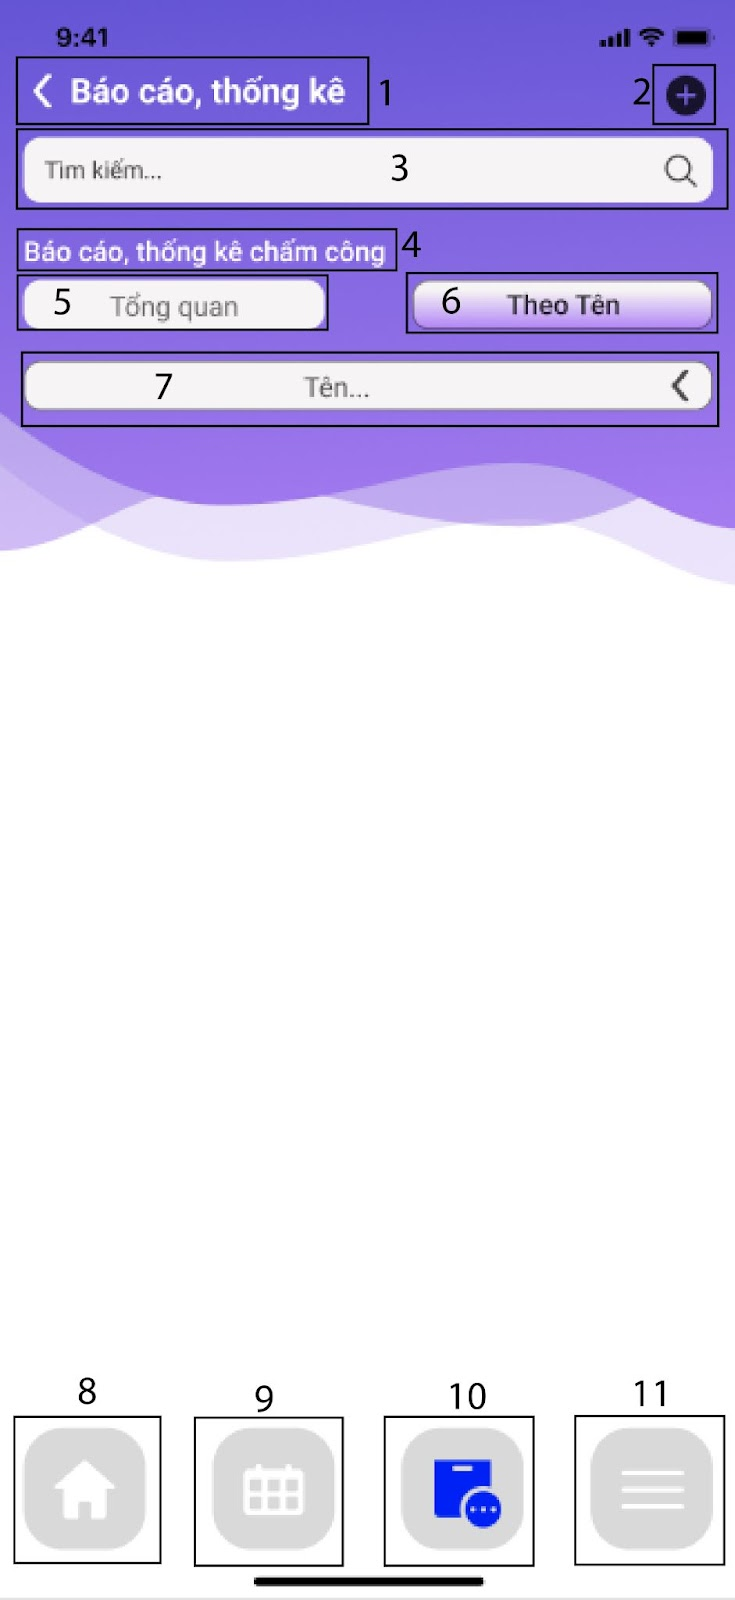 9:41
Báo cáo, thống kê 1 2
Tìm kiếm... 3
Báo cáo, thống kê chấm công 4
5 Tổng quan 6 Theo Tên
7 Tên...
8 9 10 11